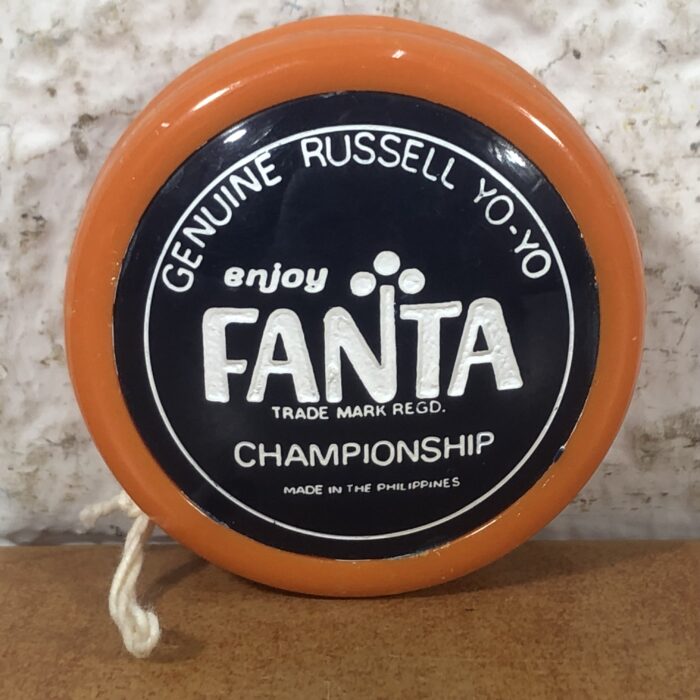 GENUINE RUSSELL YO-YO
enjoy
FANTA
TRADE MARK REGD.
CHAMPIONSHIP
MADE IN THE PHILIPPINES